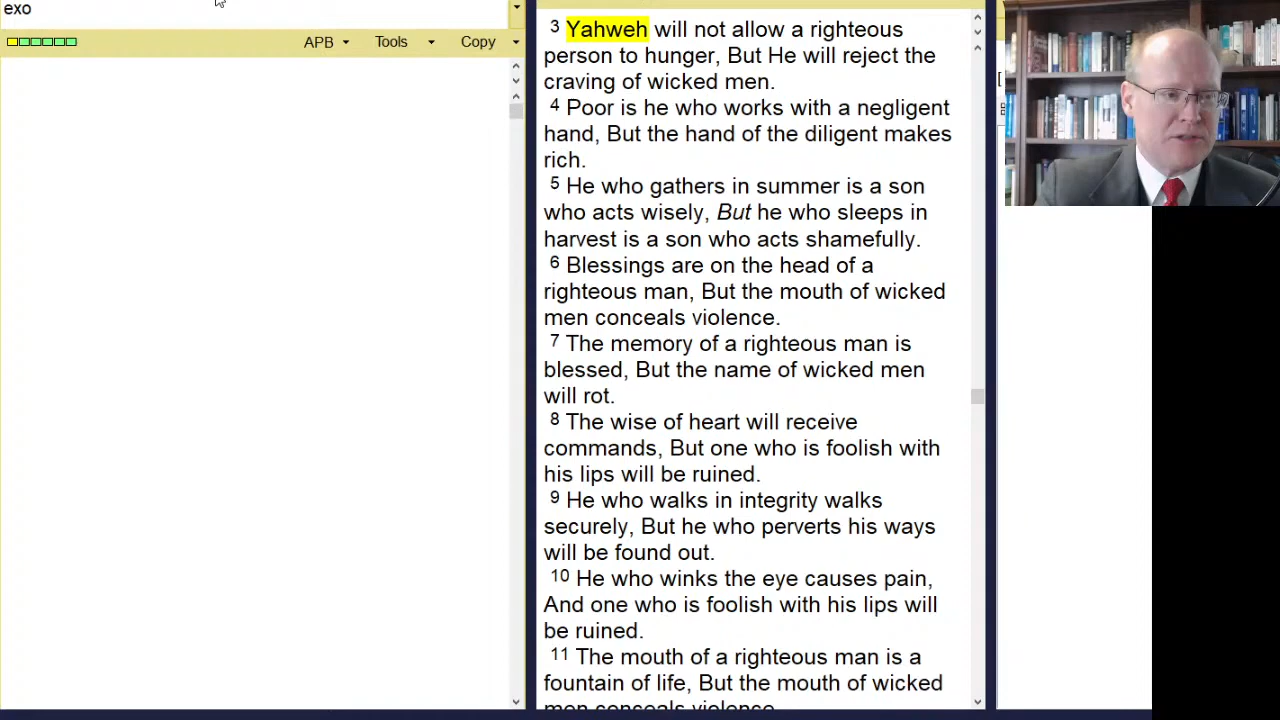 exo
APB Tools Copy
3 Yahweh will not allow a righteous
person to hunger, But He will reject the
craving of wicked men.
4 Poor is he who works with a negligent
hand, But the hand of the diligent makes
rich.
5 He who gathers in summer is a son
who acts wisely, But he who sleeps in
harvest is a son who acts shamefully.
6 Blessings are on the head of a
righteous man, But the mouth of wicked
men conceals violence.
7 The memory of a righteous man is
blessed, But the name of wicked men
will rot.
8 The wise of heart will receive
commands, But one who is foolish with
his lips will be ruined.
9 He who walks in integrity walks
securely, But he who perverts his ways
will be found out.
10 He who winks the eye causes pain,
And one who is foolish with his lips will
be ruined.
11 The mouth of a righteous man is a
fountain of life, But the mouth of wicked
men conceals violence.
[